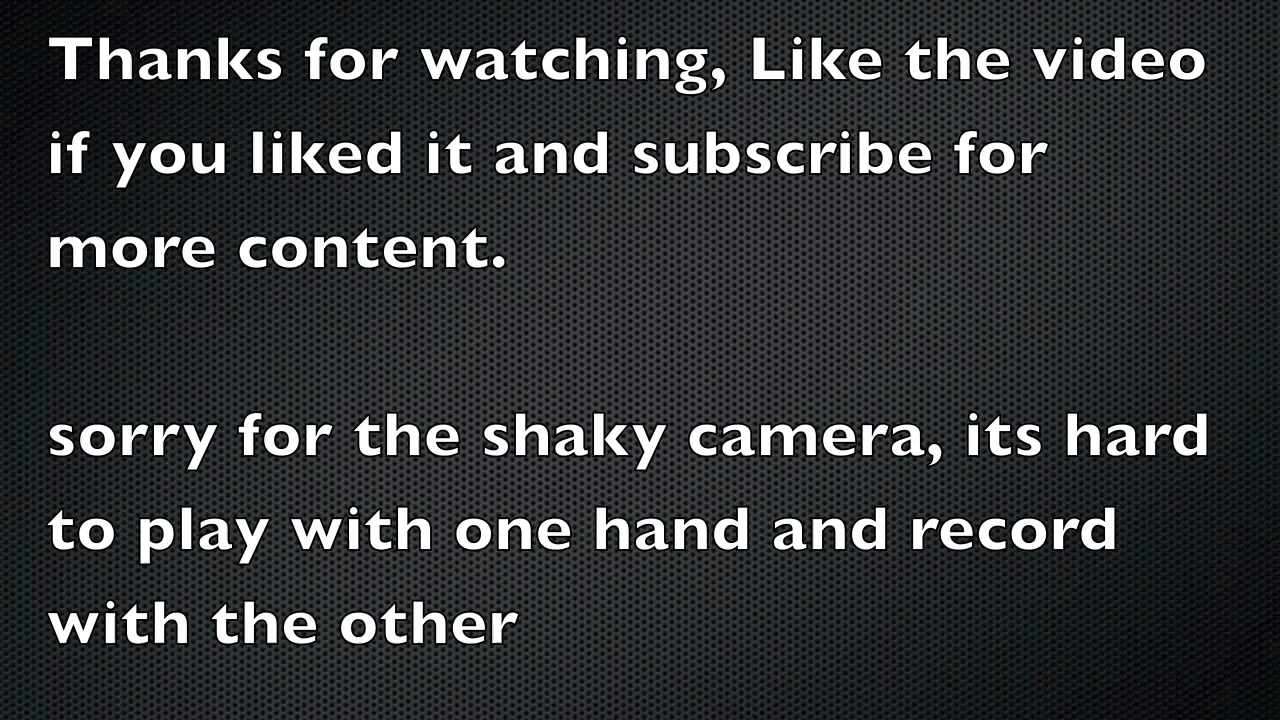 Thanks for watching, Like the video
if you liked it and subscribe for
more content.
sorry for the shaky camera, its hard
to play with one hand and record
with the other